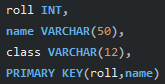 roll INT,
name VARCHAR(50),
class VARCHAR(12),
PRIMARY KEY(roll,name)